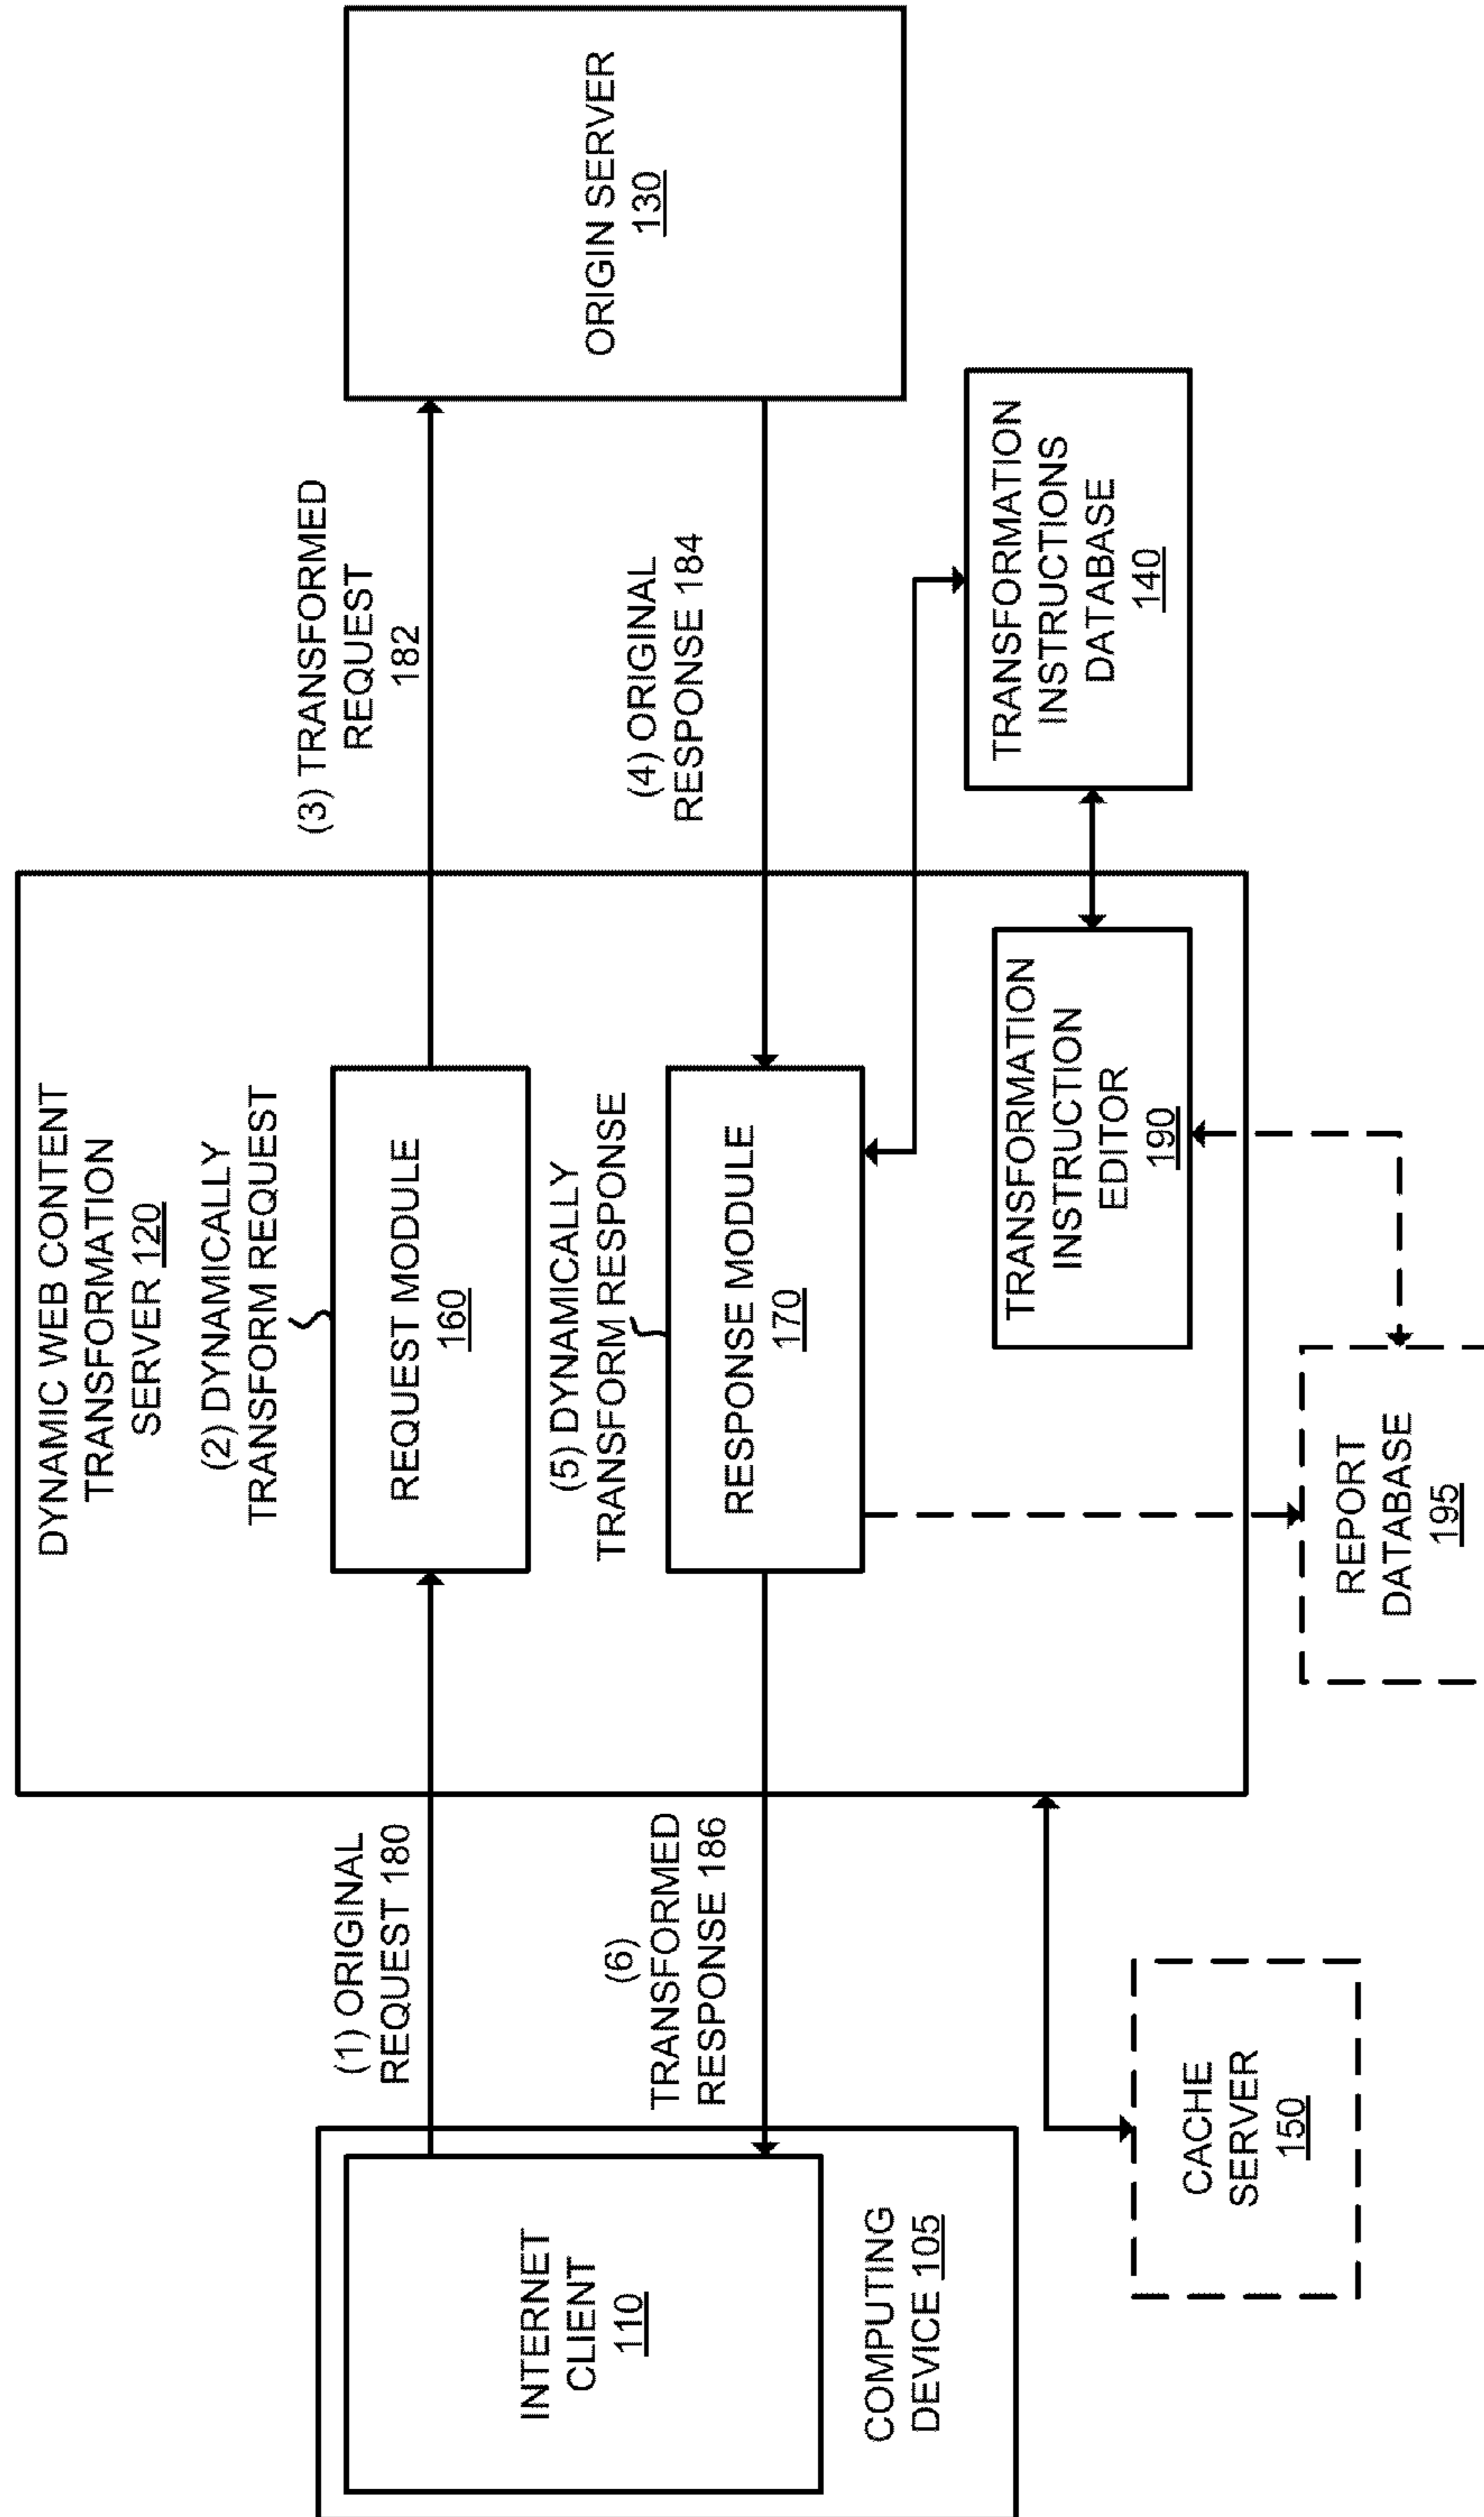 DYNAMIC WEB CONTENT
TRANSFORMATION
SERVER 120
(2) DYNAMICALLY
TRANSFORM REQUEST
(1) ORIGINAL
REQUEST 180
REQUEST MODULE
160
(3) TRANSFORMED
REQUEST
182
ORIGIN SERVER
130
INTERNET
CLIENT
110
COMPUTING
DEVICE 105
(6)
TRANSFORMED
RESPONSE 186
(5) DYNAMICALLY
TRANSFORM RESPONSE
RESPONSE MODULE
170
(4) ORIGINAL
RESPONSE 184
TRANSFORMATION
INSTRUCTION
EDITOR
190
TRANSFORMATION
INSTRUCTIONS
DATABASE
140
CACHE
SERVER
150
REPORT
DATABASE
195